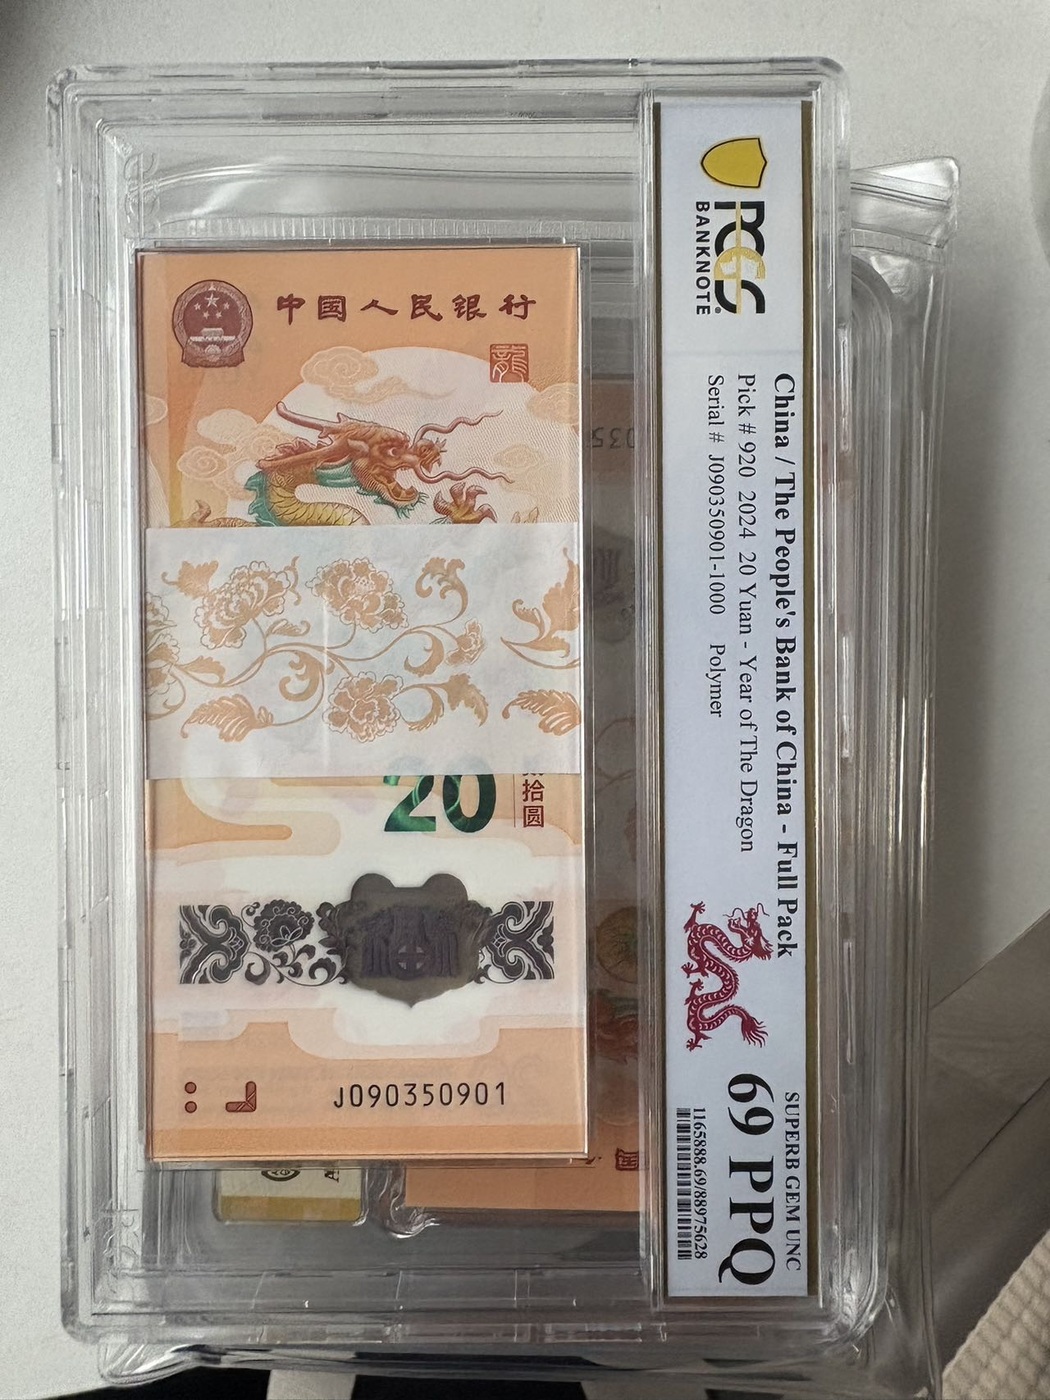 中国人民银行
龍
20
拾圆
J090350901
PCGS
BANKNOTE
China / The People's Bank of China - Full Pack
Pick # 920 2024 20 Yuan - Year of The Dragon
Serial # J090350901-1000 Polymer
SUPERB GEM UNC
69 PPQ
1165888.69/88975628